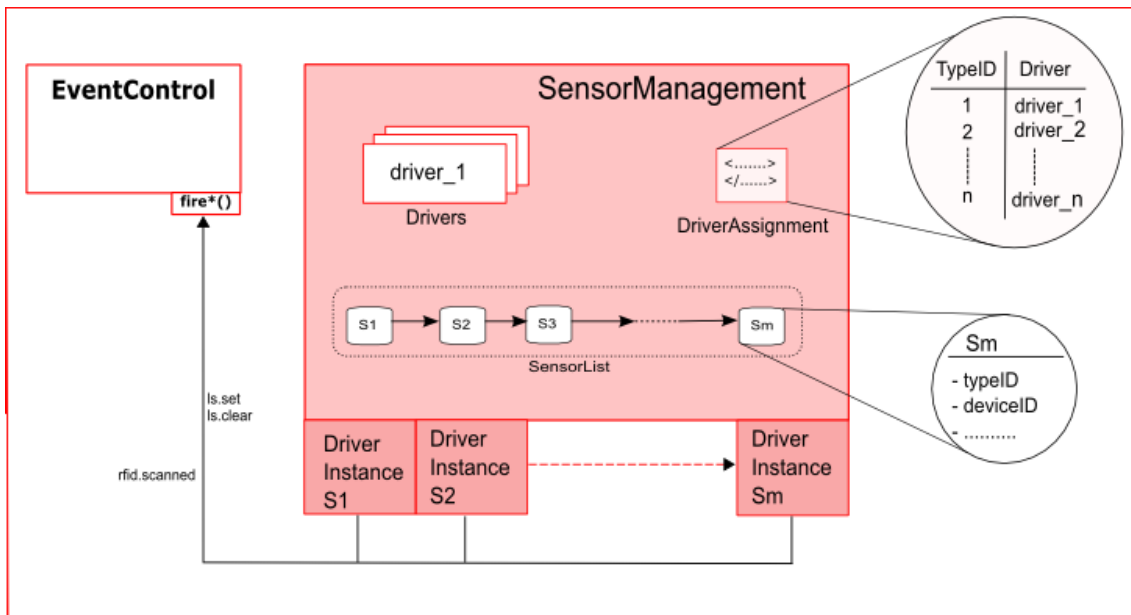 EventControl
fire*()
SensorManagement
driver_1
Drivers
<.......>
</......>
DriverAssignment
TypeID Driver
1 driver_1
2 driver_2
n driver_n
S1 S2 S3 ....... Sm
SensorList
Sm
- typeID
- deviceID
- ..........
ls.set
ls.clear
rfid.scanned
Driver
Instance
S1
Driver
Instance
S2
Driver
Instance
Sm